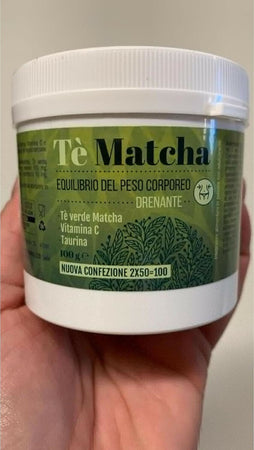 Tè Matcha
EQUILIBRIO DEL PESO CORPOREO
DRENANTE
Tè verde Matcha
Vitamina C
Taurina
100 g e
NUOVA CONFEZIONE 2X50=100